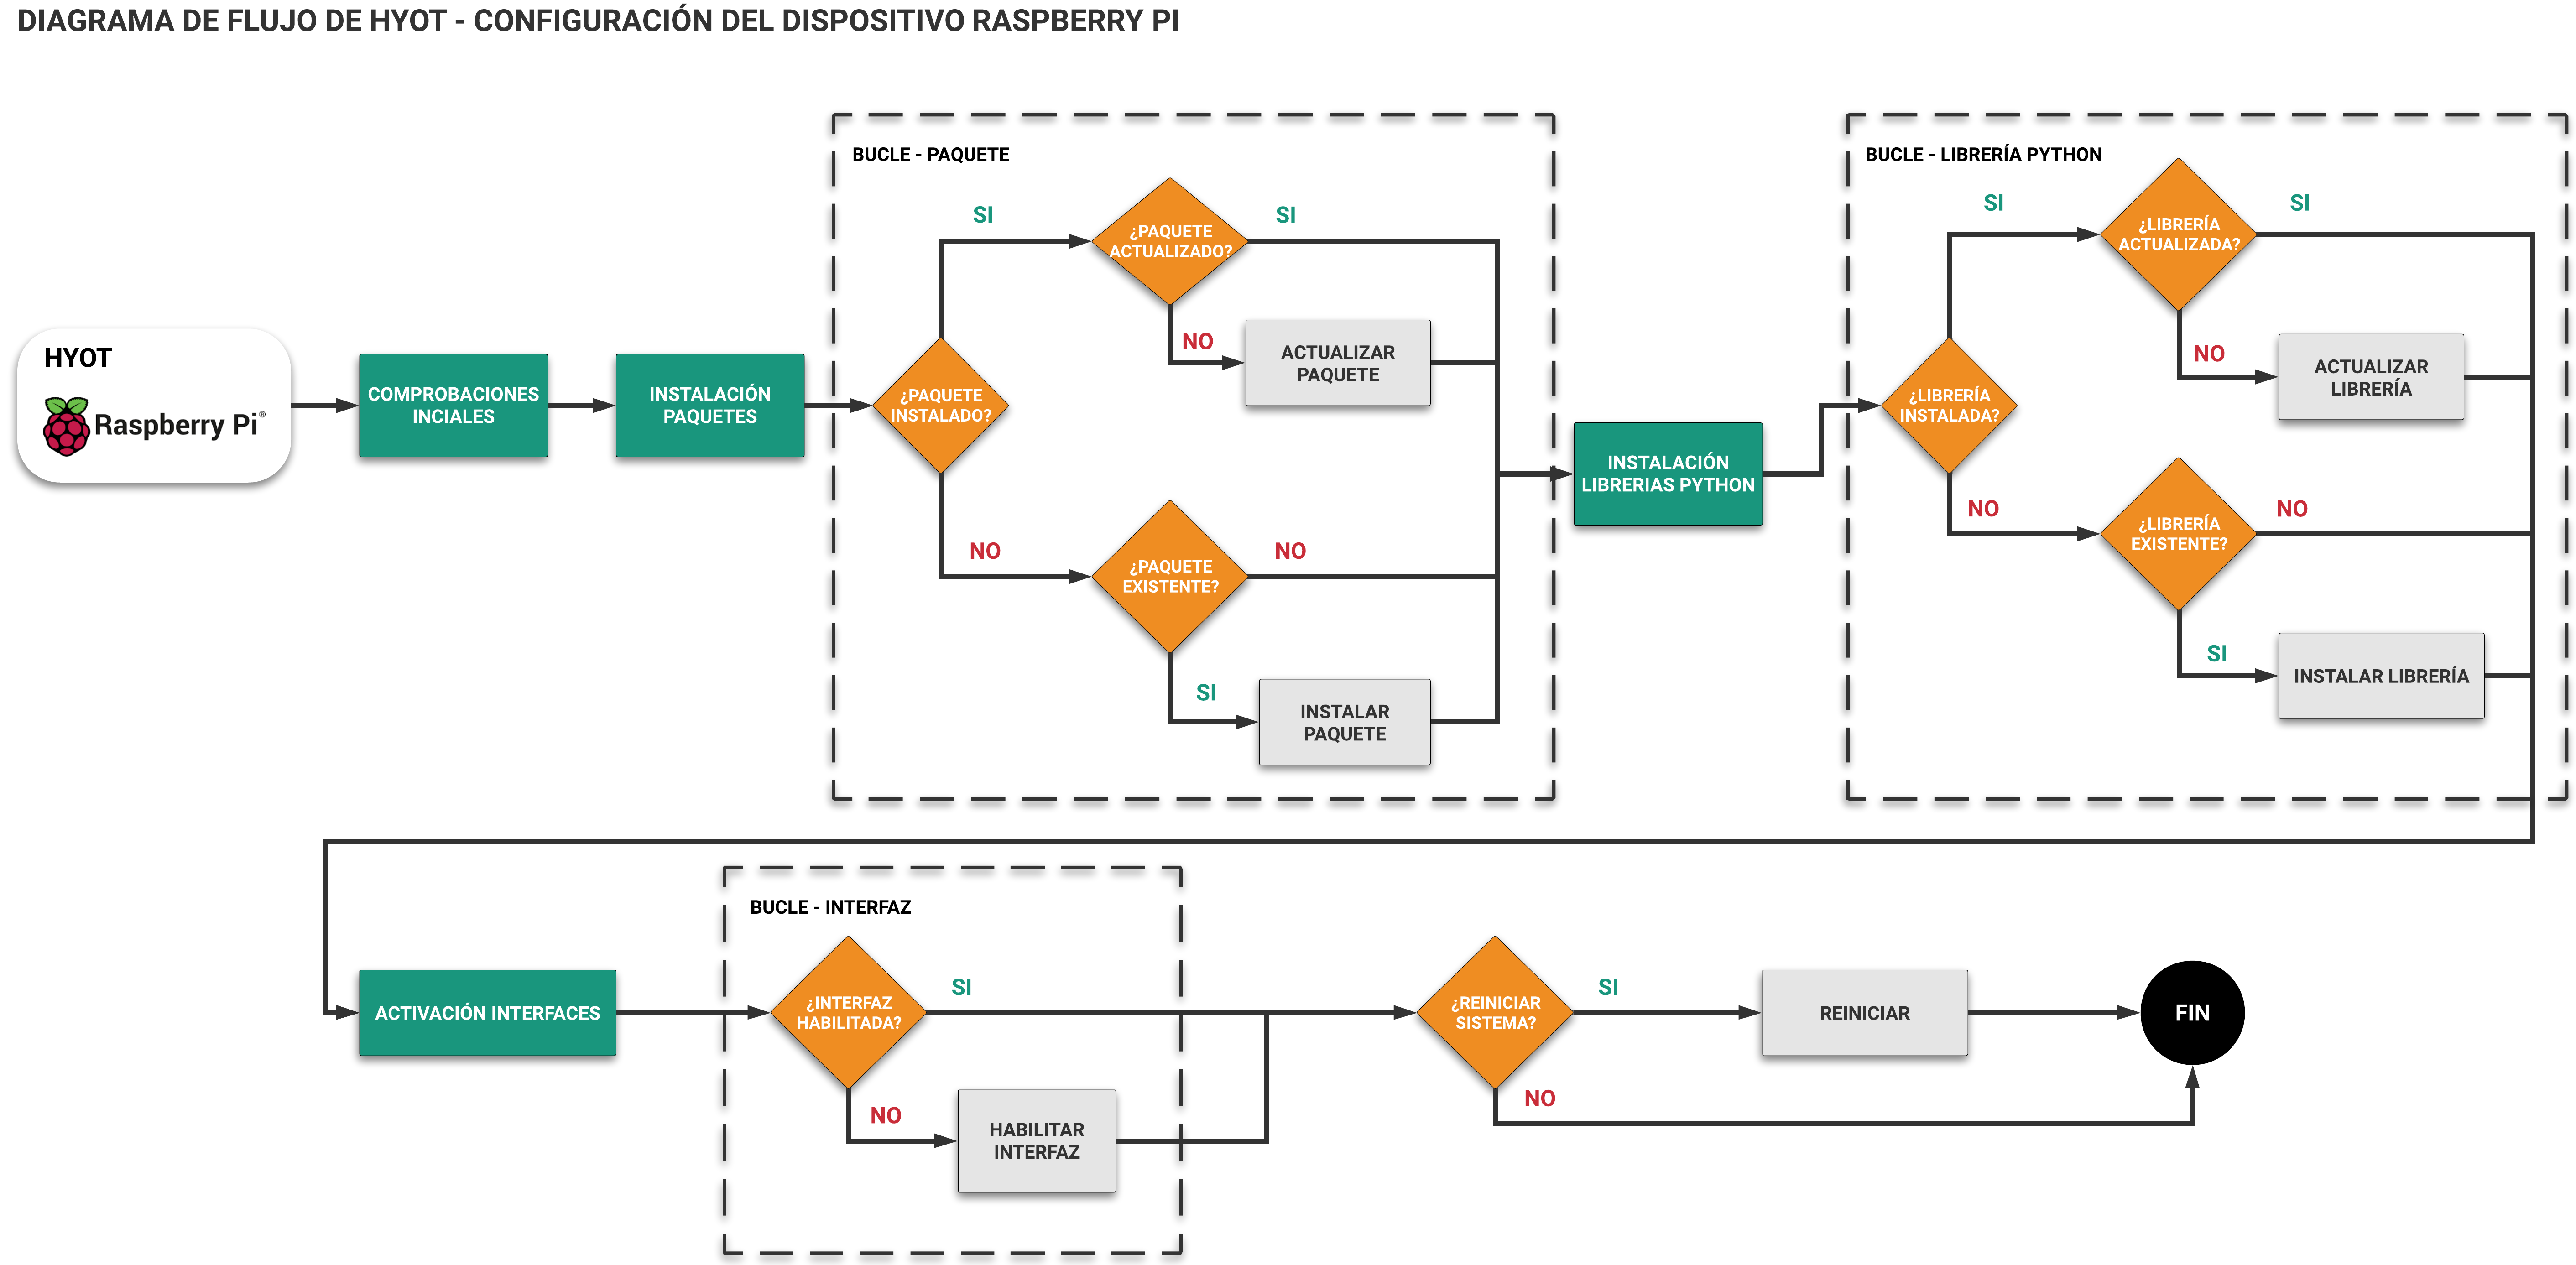 DIAGRAMA DE FLUJO DE HYOT - CONFIGURACIÓN DEL DISPOSITIVO RASPBERRY PI
HYOT
Raspberry Pi®
COMPROBACIONES
INCIALES
INSTALACIÓN
PAQUETES
BUCLE - PAQUETE
¿PAQUETE
INSTALADO?
SI
¿PAQUETE
ACTUALIZADO?
SI
NO
ACTUALIZAR
PAQUETE
NO
¿PAQUETE
EXISTENTE?
NO
SI
INSTALAR
PAQUETE
INSTALACIÓN
LIBRERIAS PYTHON
BUCLE - LIBRERÍA PYTHON
¿LIBRERÍA
INSTALADA?
SI
¿LIBRERÍA
ACTUALIZADA?
SI
NO
ACTUALIZAR
LIBRERÍA
NO
¿LIBRERÍA
EXISTENTE?
NO
SI
INSTALAR LIBRERÍA
ACTIVACIÓN INTERFACES
BUCLE - INTERFAZ
¿INTERFAZ
HABILITADA?
SI
NO
HABILITAR
INTERFAZ
¿REINICIAR
SISTEMA?
SI
REINICIAR
NO
FIN